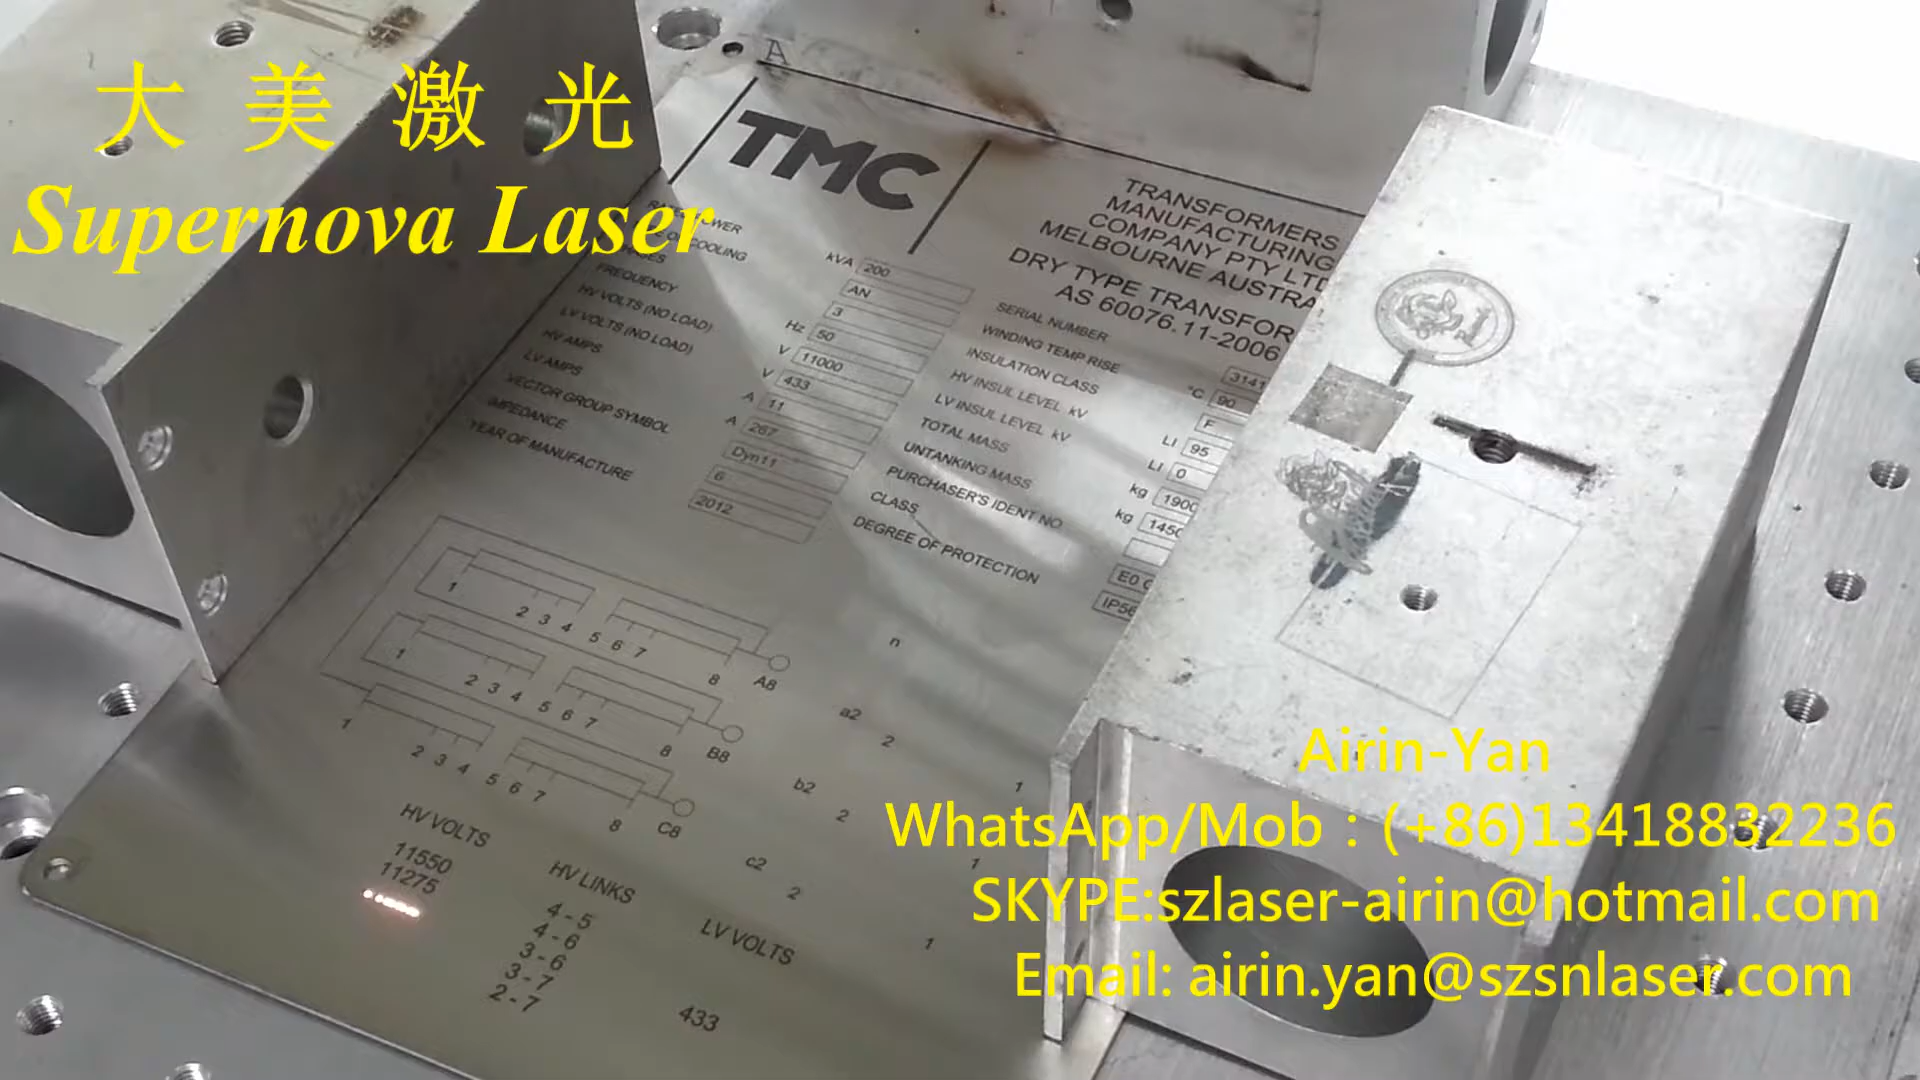 大美激光
Supernova Laser
A
TMC
TRANSFORMERS
MANUFACTURING
COMPANY PTY LTD
MELBOURNE AUSTRA
DRY TYPE TRANSFOR
AS 60076.11-2006
POWER kVA 200
COOLING AN
3
FREQUENCY Hz 50
HV VOLTS (NO LOAD) V 11000
LV VOLTS (NO LOAD) V 433
HV AMPS A 11
LV AMPS A 267
VECTOR GROUP SYMBOL Dyn11
IMPEDANCE 6
YEAR OF MANUFACTURE 2012
SERIAL NUMBER 3141
WINDING TEMP RISE °C 90
INSULATION CLASS F
HV INSUL LEVEL kV LI 95
LV INSUL LEVEL kV LI 0
TOTAL MASS kg 1900
UNTANKING MASS kg 1450
PURCHASER'S IDENT NO
CLASS E0
DEGREE OF PROTECTION IP56
1 2 3 4 5 6 7 8 A8
1 2 3 4 5 6 7 8 B8
1 2 3 4 5 6 7 8 C8
n
a2 2 1
b2 2 1
c2 2 1
HV VOLTS
11550
11275
HV LINKS
4 - 5
4 - 6
3 - 6
3 - 7
2 - 7
LV VOLTS
433
Airin-Yan
WhatsApp/Mob：(+86)13418832236
SKYPE:szlaser-airin@hotmail.com
Email: airin.yan@szsnlaser.com